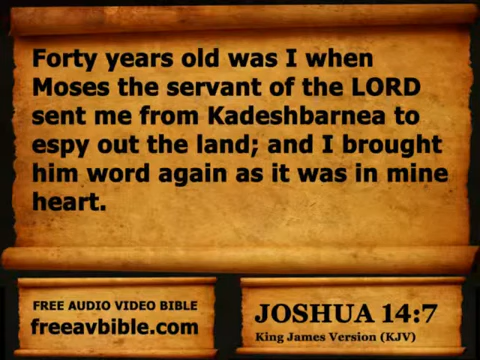 Forty years old was I when
Moses the servant of the LORD
sent me from Kadeshbarnea to
espy out the land; and I brought
him word again as it was in mine
heart.
FREE AUDIO VIDEO BIBLE
freeavbible.com
JOSHUA 14:7
King James Version (KJV)